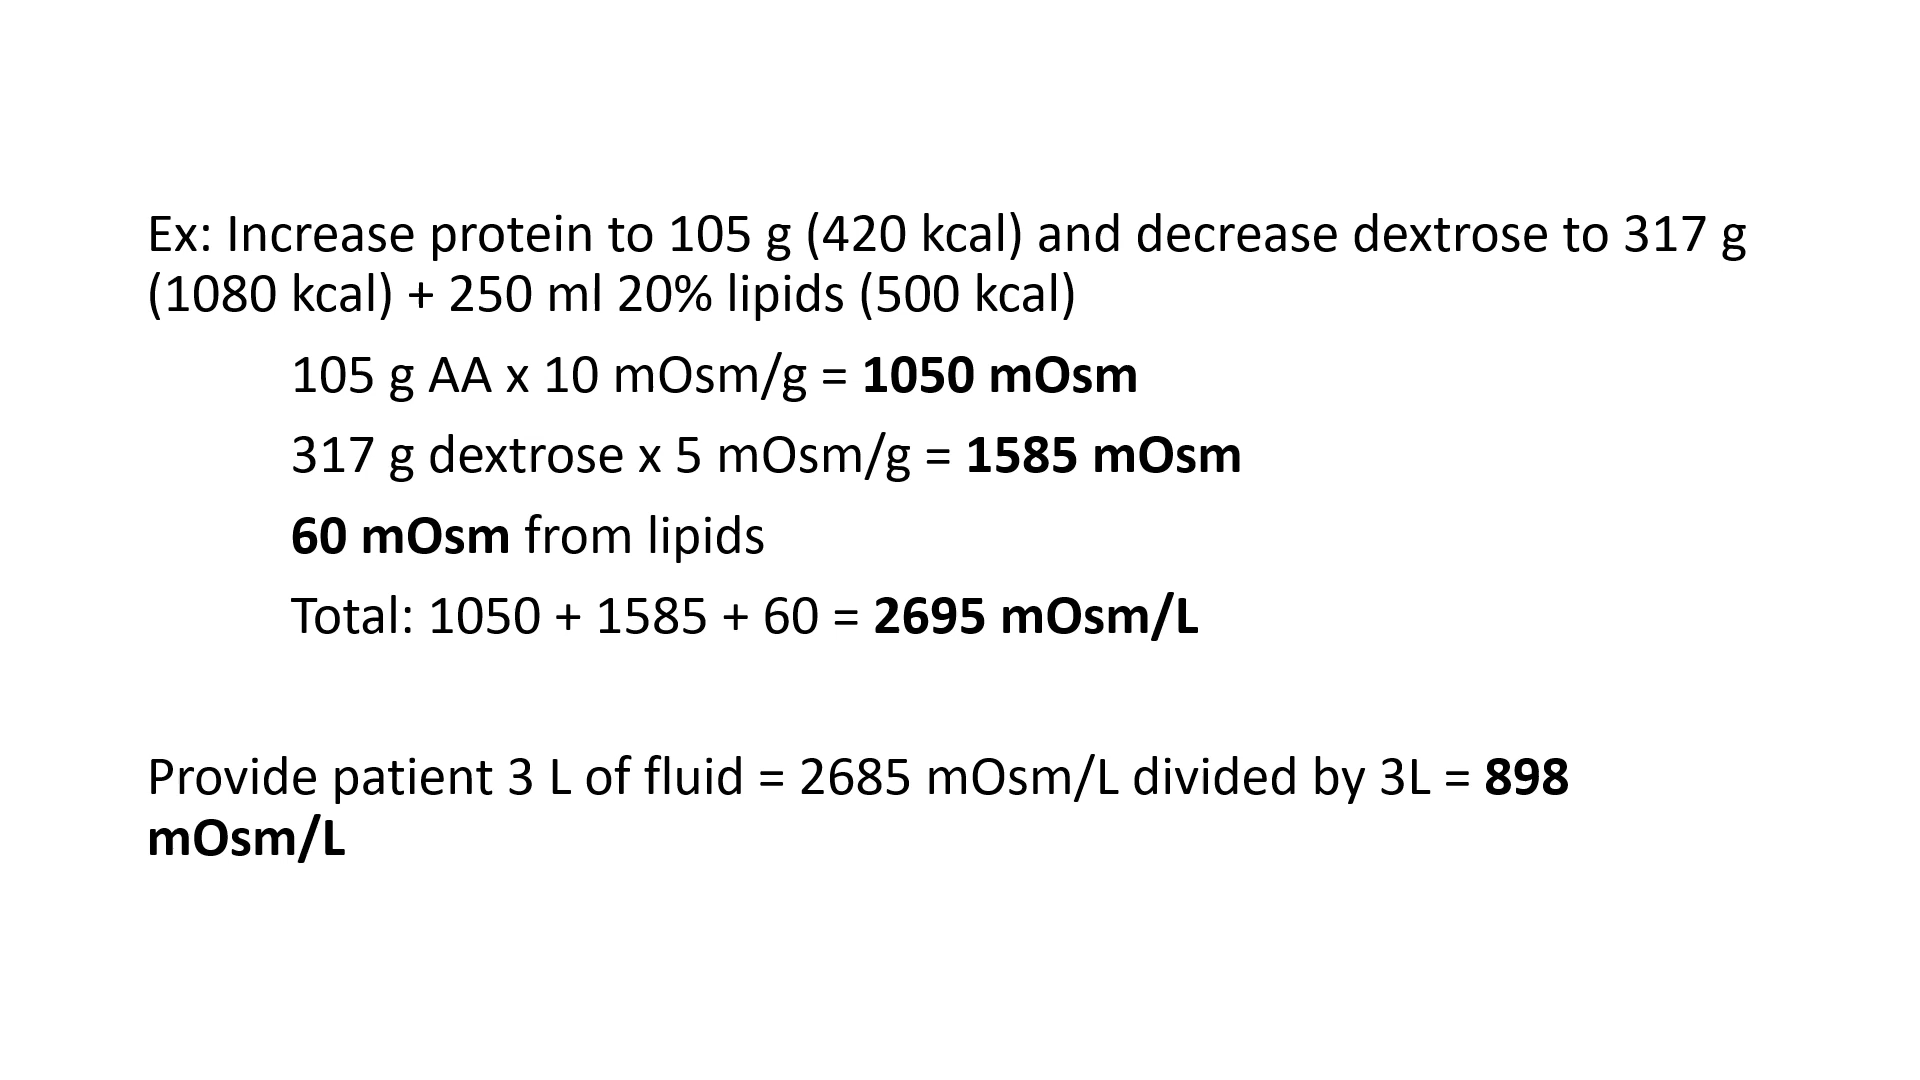 Ex: Increase protein to 105 g (420 kcal) and decrease dextrose to 317 g
(1080 kcal) + 250 ml 20% lipids (500 kcal)
105 g AA x 10 mOsm/g = 1050 mOsm
317 g dextrose x 5 mOsm/g = 1585 mOsm
60 mOsm from lipids
Total: 1050 + 1585 + 60 = 2695 mOsm/L
Provide patient 3 L of fluid = 2685 mOsm/L divided by 3L = 898
mOsm/L